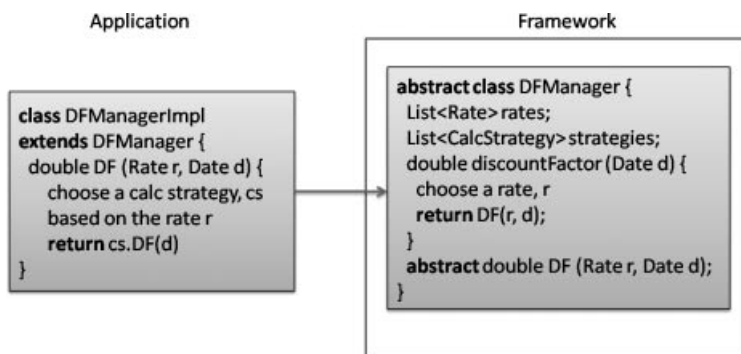 Application
Framework
class DFManagerImpl
extends DFManager {
double DF (Rate r, Date d) {
choose a calc strategy, cs
based on the rate r
return cs.DF(d)
}
abstract class DFManager {
List<Rate> rates;
List<CalcStrategy> strategies;
double discountFactor (Date d) {
choose a rate, r
return DF(r, d);
}
abstract double DF (Rate r, Date d);
}